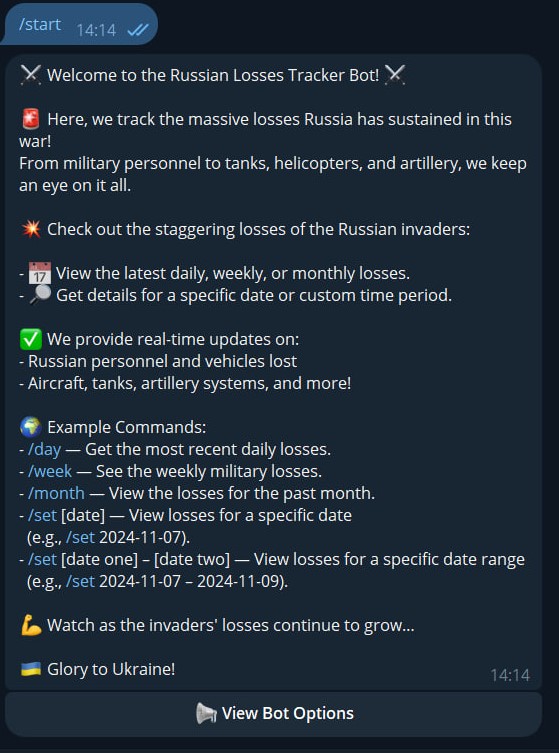 /start 14:14
⚔️ Welcome to the Russian Losses Tracker Bot! ⚔️
🚨 Here, we track the massive losses Russia has sustained in this
war!
From military personnel to tanks, helicopters, and artillery, we keep
an eye on it all.
💥 Check out the staggering losses of the Russian invaders:
- 📅 View the latest daily, weekly, or monthly losses.
- 🔎 Get details for a specific date or custom time period.
✅ We provide real-time updates on:
- Russian personnel and vehicles lost
- Aircraft, tanks, artillery systems, and more!
🌍 Example Commands:
- /day — Get the most recent daily losses.
- /week — See the weekly military losses.
- /month — View the losses for the past month.
- /set [date] — View losses for a specific date
(e.g., /set 2024-11-07).
- /set [date one] – [date two] — View losses for a specific date range
(e.g., /set 2024-11-07 – 2024-11-09).
💪 Watch as the invaders' losses continue to grow...
🇺🇦 Glory to Ukraine!
14:14
📢 View Bot Options